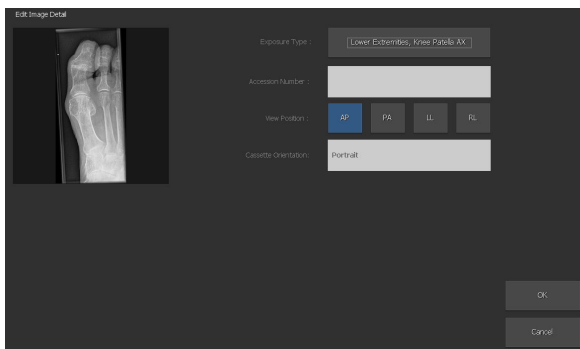 Edit Image Detail
Exposure Type : Lower Extremities, Knee Patella AX
Accession Number :
View Position : AP PA LL RL
Cassette Orientation: Portrait
OK
Cancel